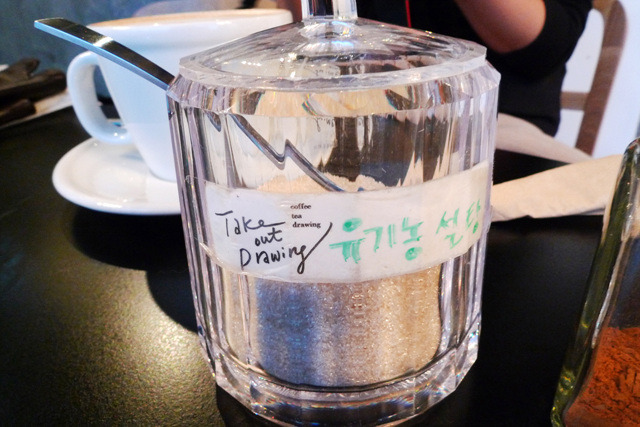 Take
out
Drawing
coffee
tea
drawing
유기농 설탕